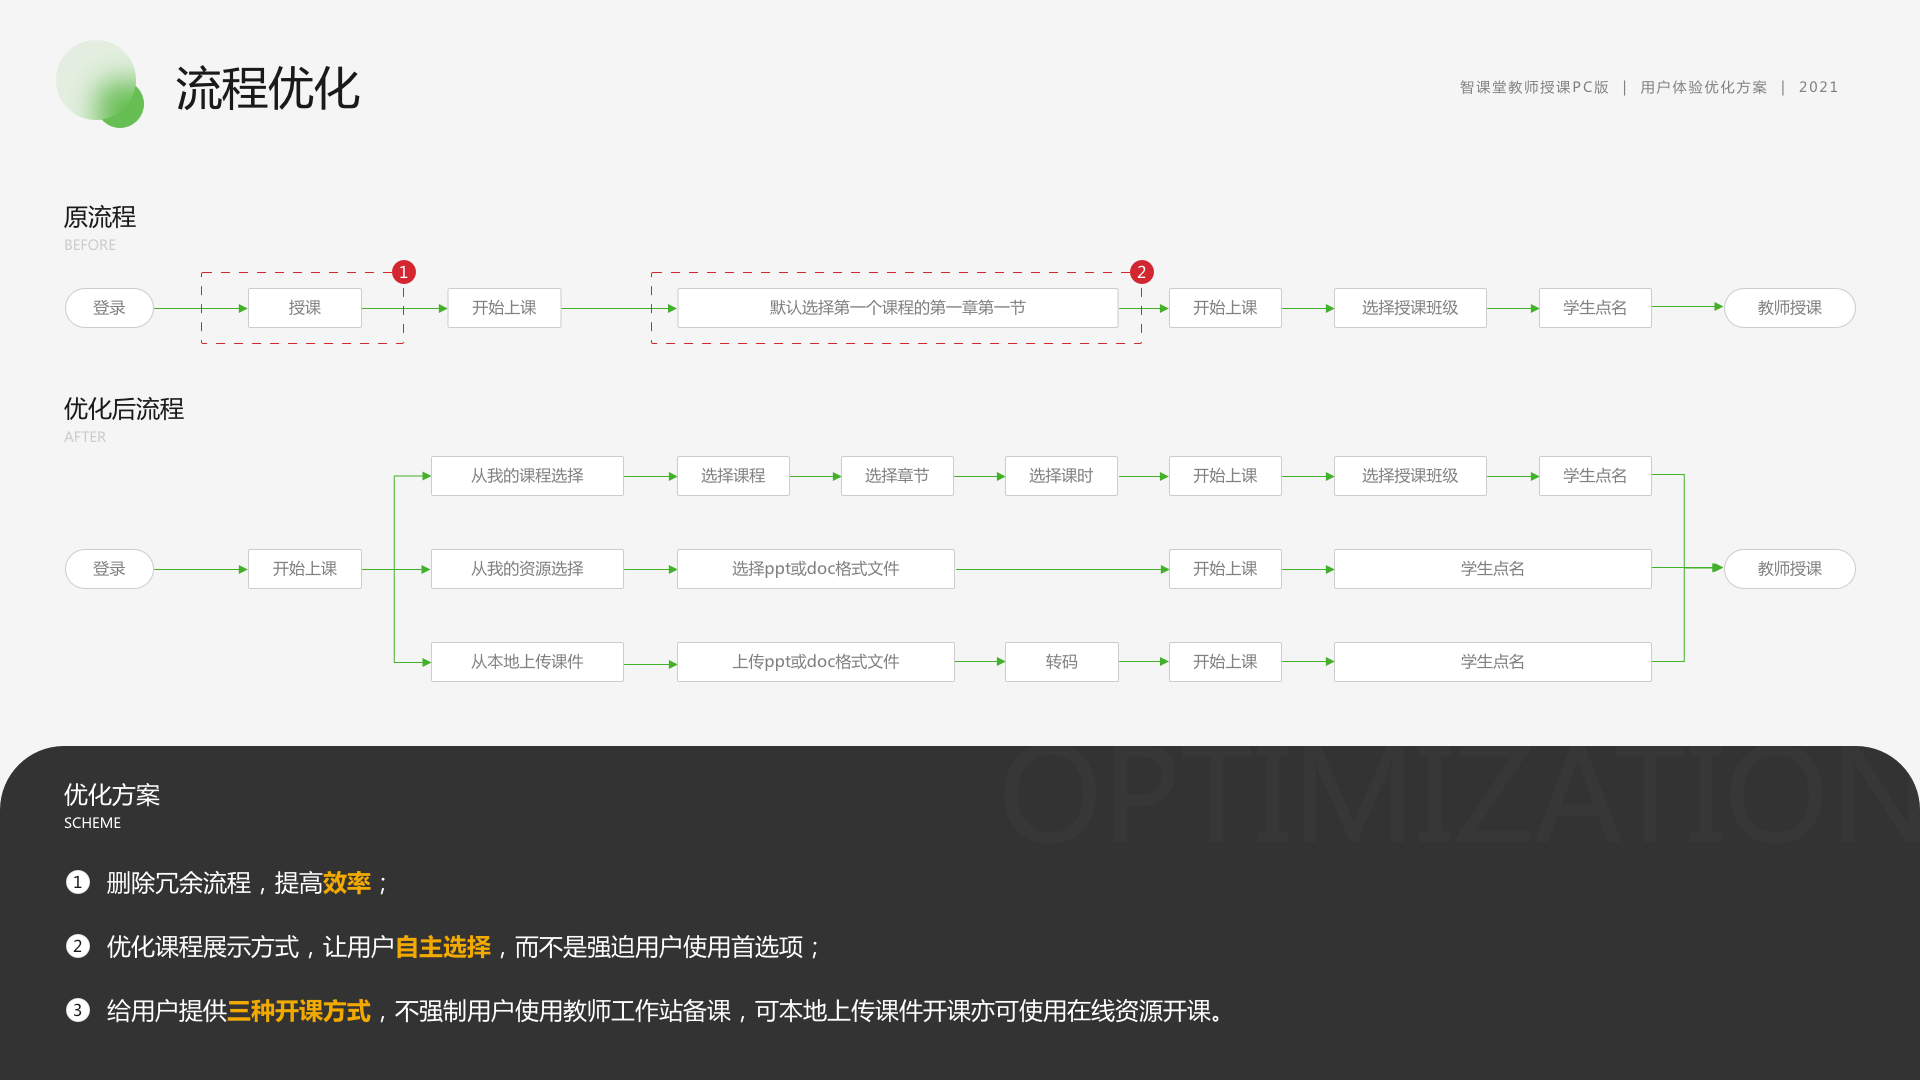 流程优化
智课堂教师授课PC版 | 用户体验优化方案 | 2021
原流程
BEFORE
1
2
登录
授课
开始上课
默认选择第一个课程的第一章第一节
开始上课
选择授课班级
学生点名
教师授课
优化后流程
AFTER
从我的课程选择
选择课程
选择章节
选择课时
开始上课
选择授课班级
学生点名
登录
开始上课
从我的资源选择
选择ppt或doc格式文件
开始上课
学生点名
教师授课
从本地上传课件
上传ppt或doc格式文件
转码
开始上课
学生点名
OPTIMIZATION
优化方案
SCHEME
1 删除冗余流程，提高效率；
2 优化课程展示方式，让用户自主选择，而不是强迫用户使用首选项；
3 给用户提供三种开课方式，不强制用户使用教师工作站备课，可本地上传课件开课亦可使用在线资源开课。